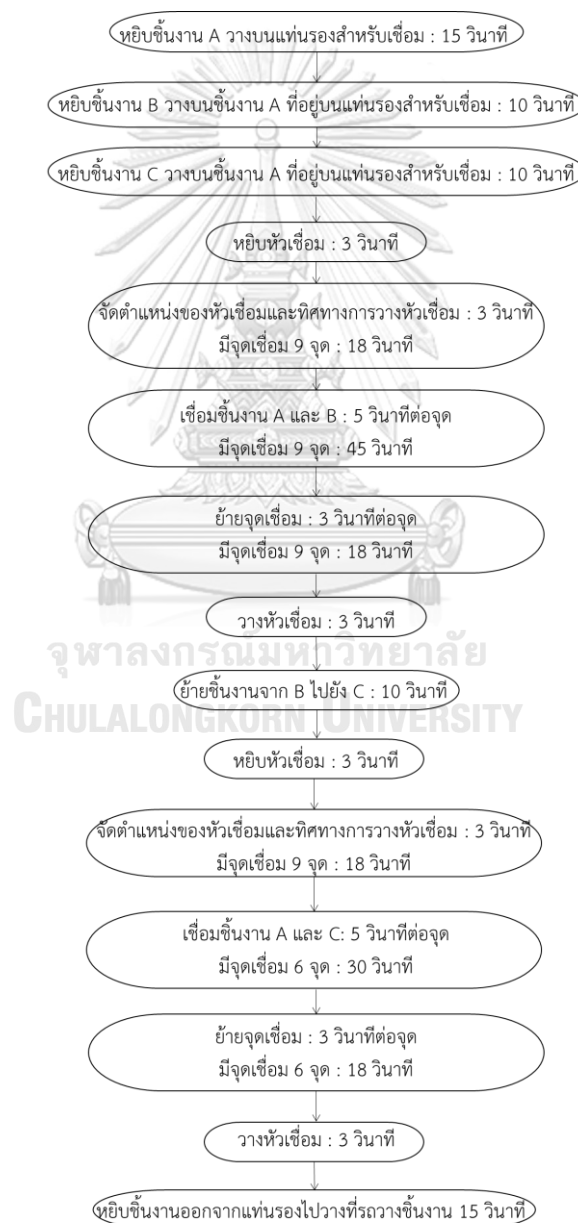 หยิบชิ้นงาน A วางบนแท่นรองสำหรับเชื่อม : 15 วินาที
หยิบชิ้นงาน B วางบนชิ้นงาน A ที่อยู่บนแท่นรองสำหรับเชื่อม : 10 วินาที
หยิบชิ้นงาน C วางบนชิ้นงาน A ที่อยู่บนแท่นรองสำหรับเชื่อม : 10 วินาที
หยิบหัวเชื่อม : 3 วินาที
จัดตำแหน่งของหัวเชื่อมและทิศทางการวางหัวเชื่อม : 3 วินาที
มีจุดเชื่อม 9 จุด : 18 วินาที
เชื่อมชิ้นงาน A และ B : 5 วินาทีต่อจุด
มีจุดเชื่อม 9 จุด : 45 วินาที
ย้ายจุดเชื่อม : 3 วินาทีต่อจุด
มีจุดเชื่อม 9 จุด : 18 วินาที
วางหัวเชื่อม : 3 วินาที
จุฬาลงกรณ์มหาวิทยาลัย
ย้ายชิ้นงานจาก B ไปยัง C : 10 วินาที
CHULALONGKORN UNIVERSITY
หยิบหัวเชื่อม : 3 วินาที
จัดตำแหน่งของหัวเชื่อมและทิศทางการวางหัวเชื่อม : 3 วินาที
มีจุดเชื่อม 9 จุด : 18 วินาที
เชื่อมชิ้นงาน A และ C: 5 วินาทีต่อจุด
มีจุดเชื่อม 6 จุด : 30 วินาที
ย้ายจุดเชื่อม : 3 วินาทีต่อจุด
มีจุดเชื่อม 6 จุด : 18 วินาที
วางหัวเชื่อม : 3 วินาที
หยิบชิ้นงานออกจากแท่นรองไปวางที่รถวางชิ้นงาน 15 วินาที